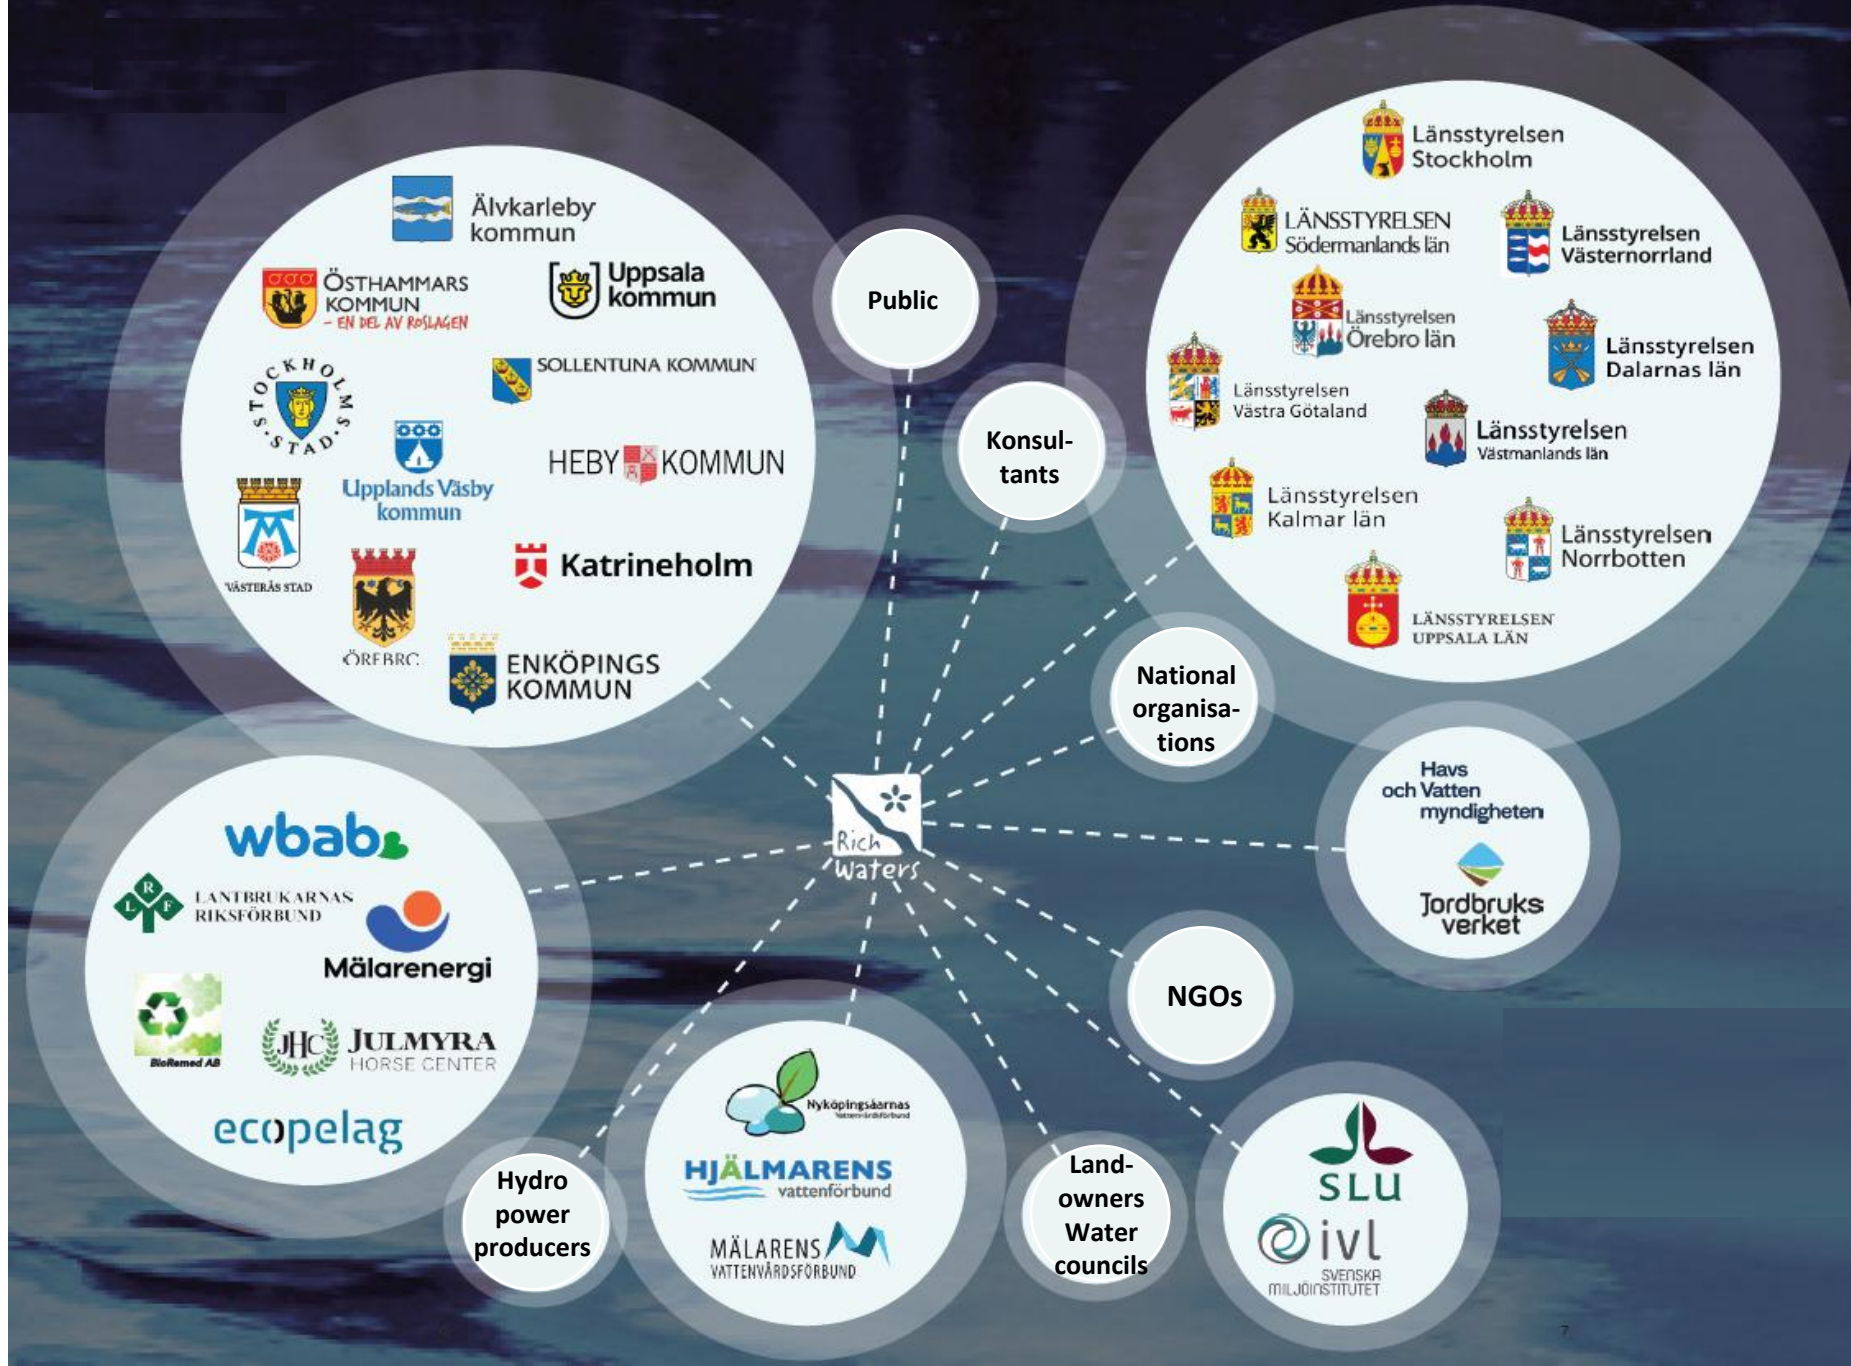 Älvkarleby
kommun
ÖSTHAMMARS
KOMMUN
- EN DEL AV ROSLAGEN
Uppsala
kommun
STOCKHOLMS
STAD
SOLLENTUNA KOMMUN
Upplands Väsby
kommun
HEBY KOMMUN
VÄSTERÅS STAD
ÖREBRO
Katrineholm
ENKÖPINGS
KOMMUN
Public
Konsul-
tants
Länsstyrelsen
Stockholm
LÄNSSTYRELSEN
Södermanlands län
Länsstyrelsen
Västernorrland
Länsstyrelsen
Örebro län
Länsstyrelsen
Dalarnas län
Länsstyrelsen
Västra Götaland
Länsstyrelsen
Västmanlands län
Länsstyrelsen
Kalmar län
Länsstyrelsen
Norrbotten
LÄNSSTYRELSEN
UPPSALA LÄN
National
organisa-
tions
Rich
Waters
Havs
och Vatten
myndigheten
Jordbruks
verket
wbab
LRF
LANTBRUKARNAS
RIKSFÖRBUND
Mälarenergi
BioRemed AB
JHC
JULMYRA
HORSE CENTER
ecopelag
Hydro
power
producers
Nyköpingsåarnas
Vattenvårdsförbund
HJÄLMARENS
vattenförbund
MÄLARENS
VATTENVÅRDSFÖRBUND
Land-
owners
Water
councils
NGOs
SLU
ivl
SVENSKA
MILJÖINSTITUTET
7